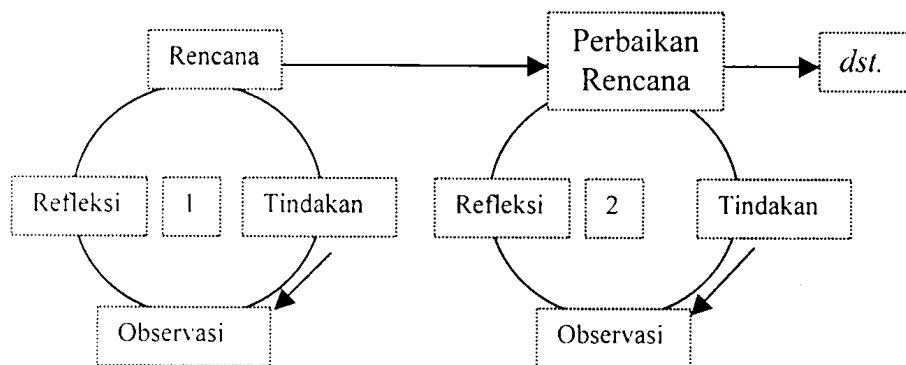 Rencana
Perbaikan
Rencana
dst.
Refleksi
1
Tindakan
Refleksi
2
Tindakan
Observasi
Observasi